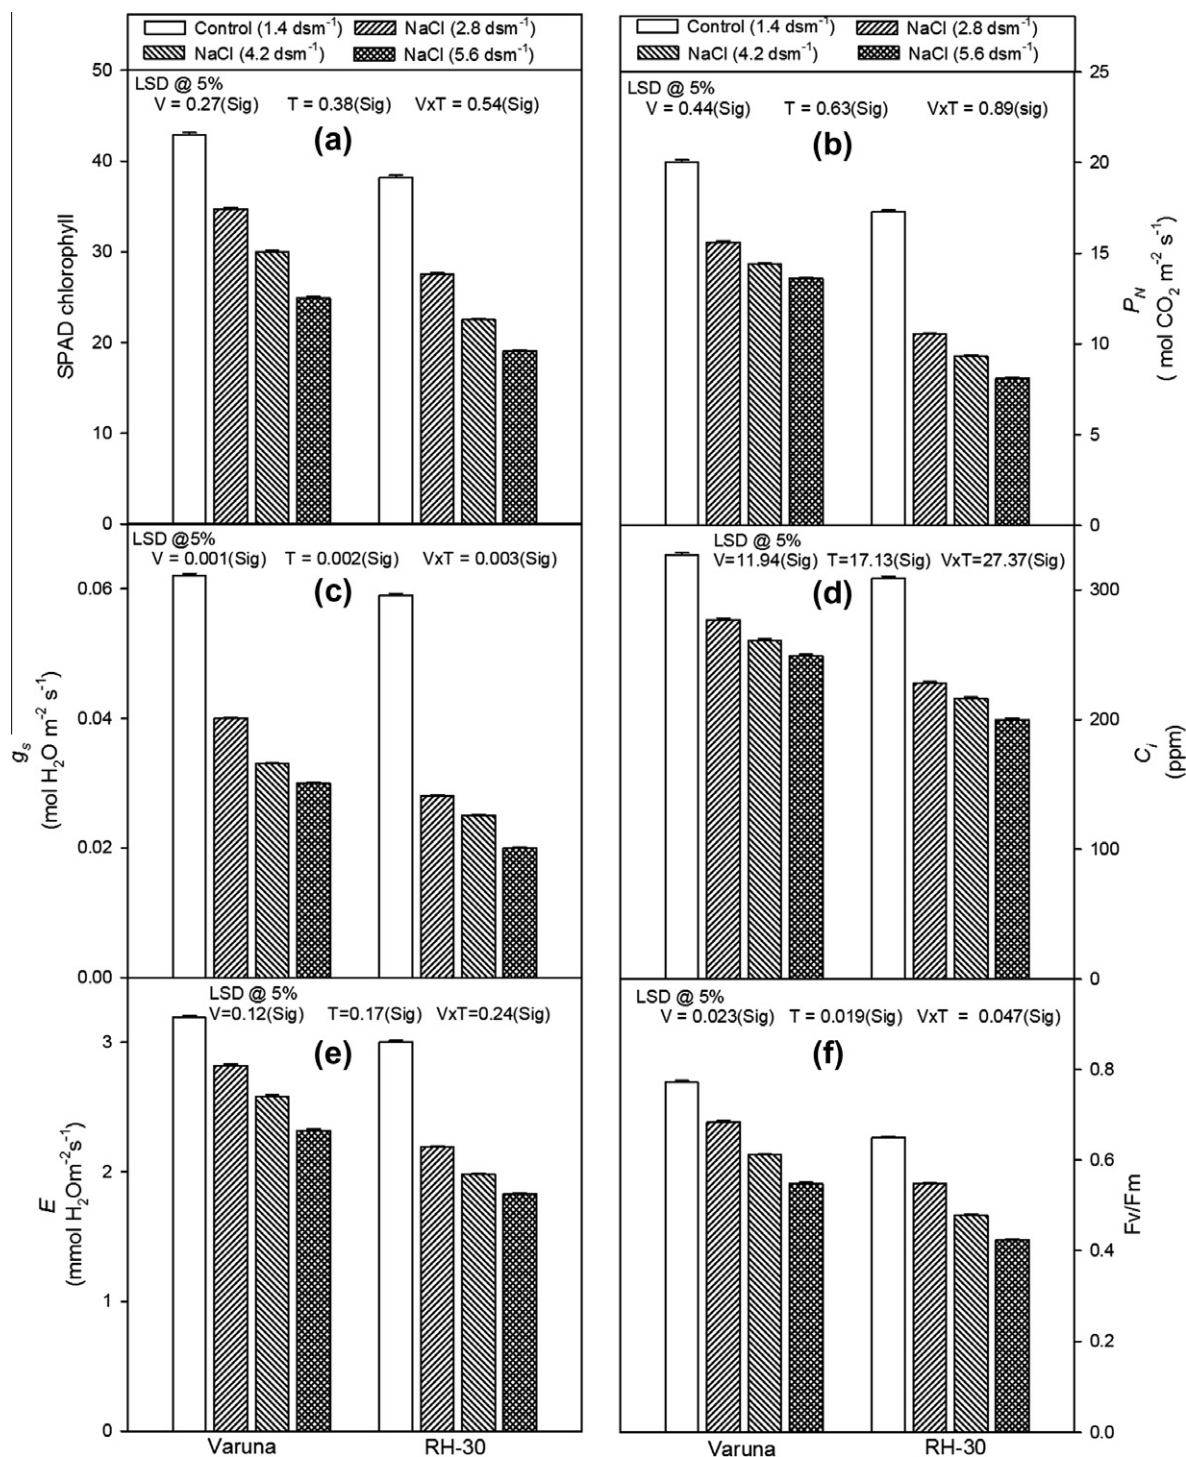 Control (1.4 dsm⁻¹) NaCl (2.8 dsm⁻¹)
NaCl (4.2 dsm⁻¹) NaCl (5.6 dsm⁻¹)
50
LSD @ 5%
V = 0.27(Sig) T = 0.38(Sig) VxT = 0.54(Sig)
(a)
40
30
20
10
0
SPAD chlorophyll
Control (1.4 dsm⁻¹) NaCl (2.8 dsm⁻¹)
NaCl (4.2 dsm⁻¹) NaCl (5.6 dsm⁻¹)
25
LSD @ 5%
V = 0.44(Sig) T = 0.63(Sig) VxT = 0.89(sig)
(b)
20
15
10
5
0
P_N
( mol CO₂ m⁻² s⁻¹)
LSD @5%
V = 0.001(Sig) T = 0.002(Sig) VxT = 0.003(Sig)
(c)
0.06
0.04
0.02
0.00
g_s
(mol H₂O m⁻² s⁻¹)
LSD @ 5%
V=11.94(Sig) T=17.13(Sig) VxT=27.37(Sig)
(d)
300
200
100
0
C_i
(ppm)
LSD @ 5%
V=0.12(Sig) T=0.17(Sig) VxT=0.24(Sig)
(e)
3
2
1
0
E
(mmol H₂Om⁻²s⁻¹)
Varuna RH-30
LSD @ 5%
V = 0.023(Sig) T = 0.019(Sig) VxT = 0.047(Sig)
(f)
0.8
0.6
0.4
0.2
0.0
Fv/Fm
Varuna RH-30